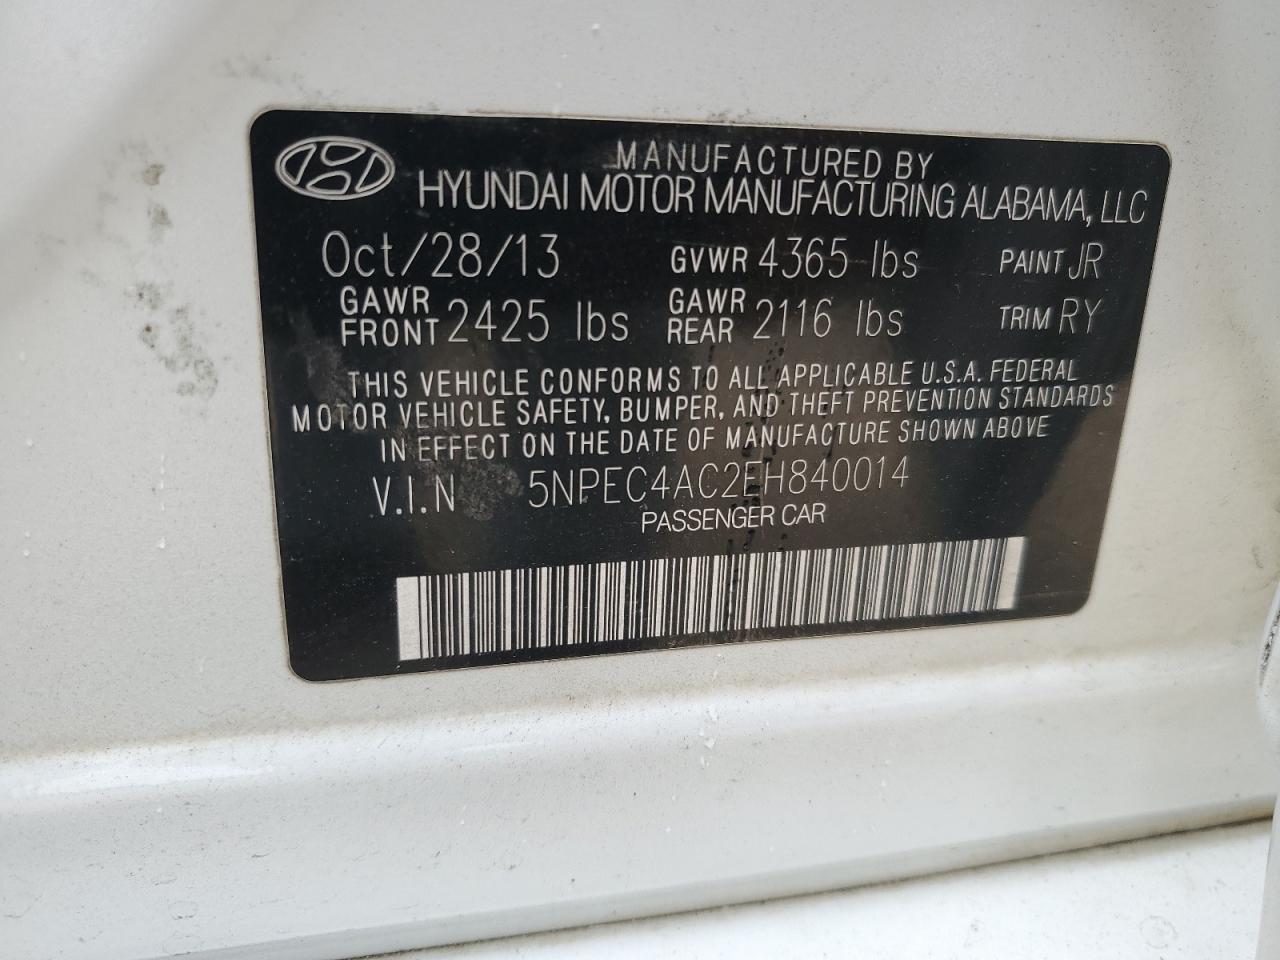 MANUFACTURED BY
HYUNDAI MOTOR MANUFACTURING ALABAMA, LLC
Oct/28/13 GVWR 4365 lbs PAINT JR
GAWR FRONT 2425 lbs GAWR REAR 2116 lbs TRIM RY
THIS VEHICLE CONFORMS TO ALL APPLICABLE U.S.A. FEDERAL
MOTOR VEHICLE SAFETY, BUMPER, AND THEFT PREVENTION STANDARDS
IN EFFECT ON THE DATE OF MANUFACTURE SHOWN ABOVE
V.I.N 5NPEC4AC2EH840014
PASSENGER CAR